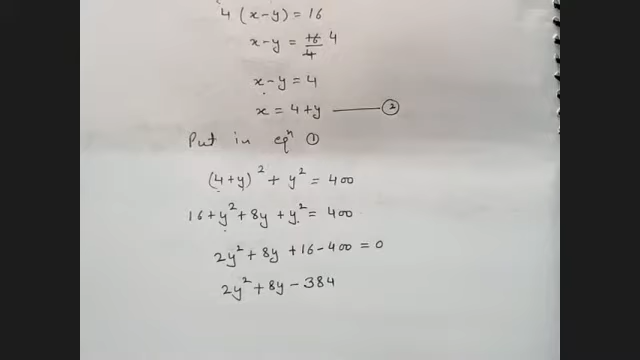 4 (x-y) = 16
x-y = 16/4 4
x-y = 4
x = 4+y ——— ②
Put in eqⁿ ①
(4+y)² + y² = 400
16+y²+8y+y² = 400
2y²+8y+16-400 = 0
2y²+8y-384